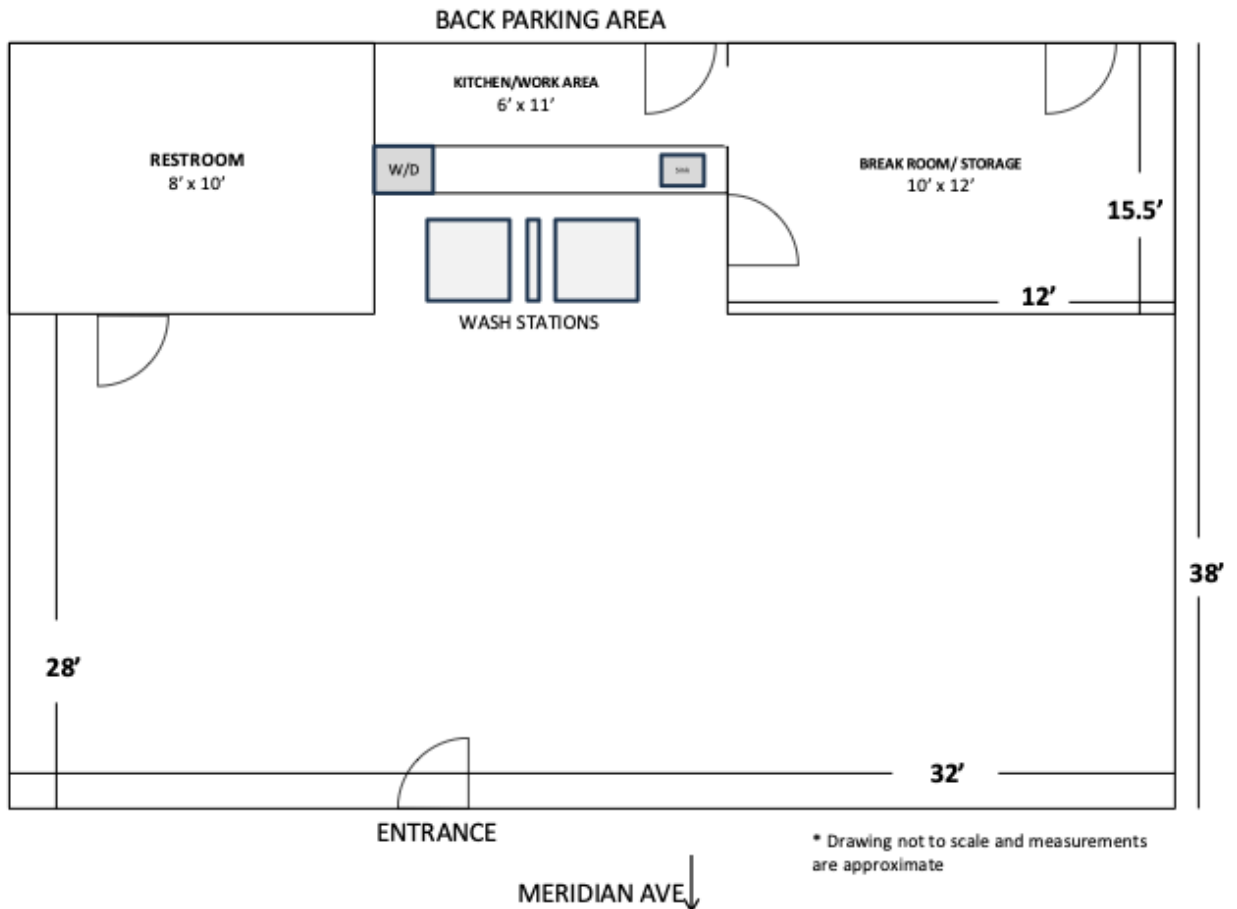 BACK PARKING AREA
KITCHEN/WORK AREA
6’ x 11’
RESTROOM
8’ x 10’
W/D
BREAK ROOM/ STORAGE
10’ x 12’
15.5’
12’
WASH STATIONS
38’
28’
32’
ENTRANCE
* Drawing not to scale and measurements
are approximate
MERIDIAN AVE